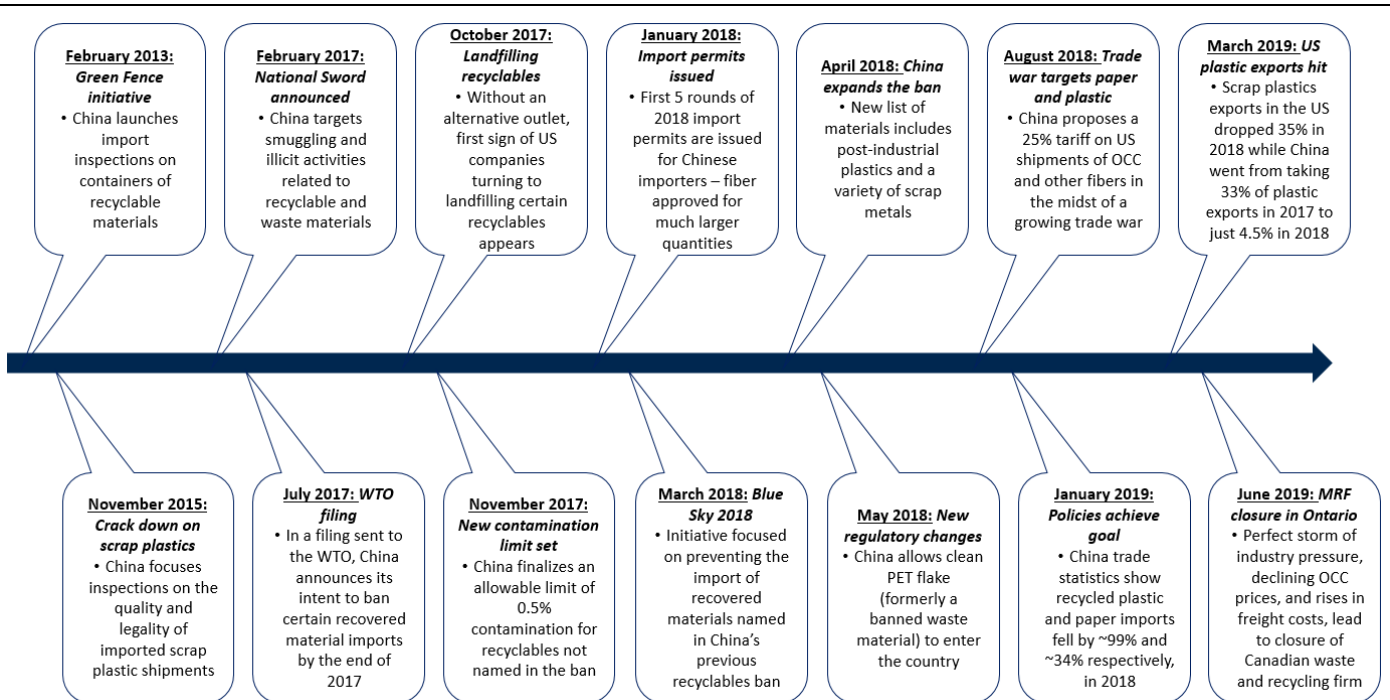 February 2013:
Green Fence
initiative
• China launches
import
inspections on
containers of
recyclable
materials
February 2017:
National Sword
announced
• China targets
smuggling and
illicit activities
related to
recyclable and
waste materials
October 2017:
Landfilling
recyclables
• Without an
alternative outlet,
first sign of US
companies
turning to
landfilling certain
recyclables
appears
January 2018:
Import permits
issued
• First 5 rounds of
2018 import
permits are issued
for Chinese
importers – fiber
approved for
much larger
quantities
April 2018: China
expands the ban
• New list of
materials includes
post-industrial
plastics and a
variety of scrap
metals
August 2018: Trade
war targets paper
and plastic
• China proposes a
25% tariff on US
shipments of OCC
and other fibers in
the midst of a
growing trade war
March 2019: US
plastic exports hit
• Scrap plastics
exports in the US
dropped 35% in
2018 while China
went from taking
33% of plastic
exports in 2017 to
just 4.5% in 2018
November 2015:
Crack down on
scrap plastics
• China focuses
inspections on the
quality and
legality of
imported scrap
plastic shipments
July 2017: WTO
filing
• In a filing sent to
the WTO, China
announces its
intent to ban
certain recovered
material imports
by the end of
2017
November 2017:
New contamination
limit set
• China finalizes an
allowable limit of
0.5%
contamination for
recyclables not
named in the ban
March 2018: Blue
Sky 2018
• Initiative focused
on preventing the
import of
recovered
materials named
in China's
previous
recyclables ban
May 2018: New
regulatory changes
• China allows clean
PET flake
(formerly a
banned waste
material) to enter
the country
January 2019:
Policies achieve
goal
• China trade
statistics show
recycled plastic
and paper imports
fell by ~99% and
~34% respectively,
in 2018
June 2019: MRF
closure in Ontario
• Perfect storm of
industry pressure,
declining OCC
prices, and rises in
freight costs, lead
to closure of
Canadian waste
and recycling firm